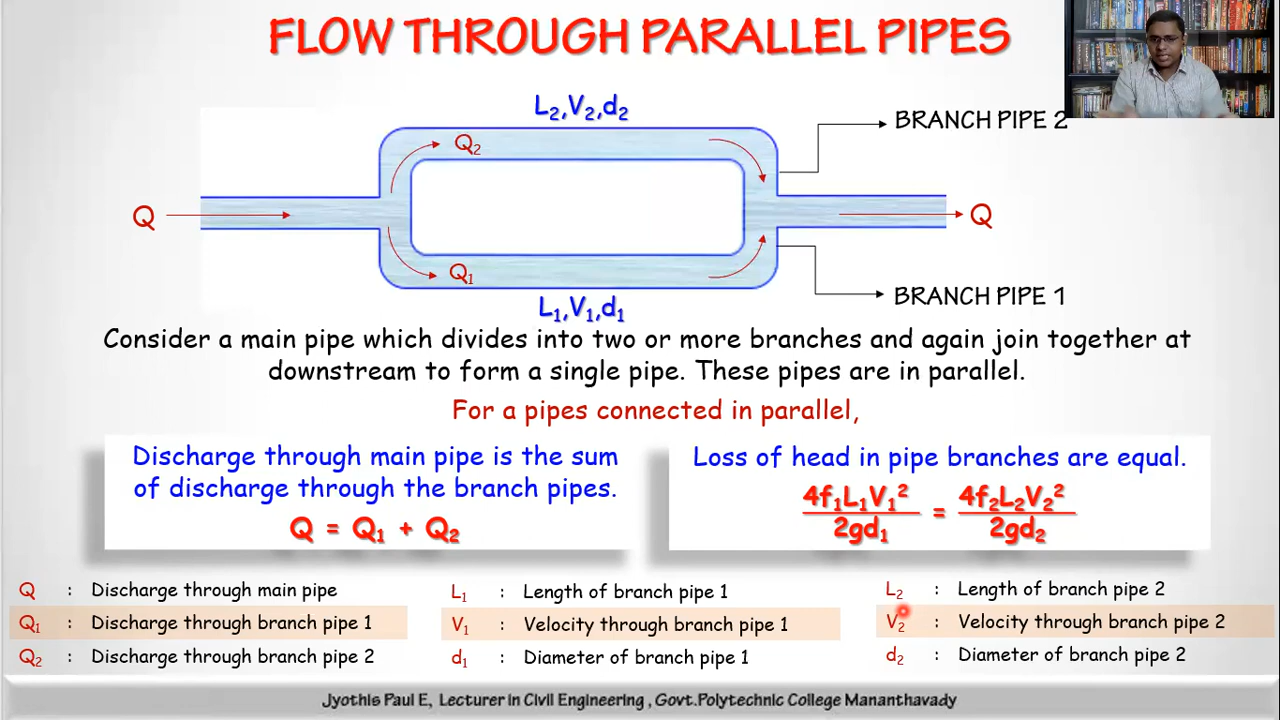 FLOW THROUGH PARALLEL PIPES
L₂,V₂,d₂
BRANCH PIPE 2
Q₂
Q
Q
Q₁
BRANCH PIPE 1
L₁,V₁,d₁
Consider a main pipe which divides into two or more branches and again join together at
downstream to form a single pipe. These pipes are in parallel.
For a pipes connected in parallel,
Discharge through main pipe is the sum
of discharge through the branch pipes.
Q = Q₁ + Q₂
Loss of head in pipe branches are equal.
4f₁L₁V₁² = 4f₂L₂V₂²
2gd₁ 2gd₂
Q : Discharge through main pipe
Q₁ : Discharge through branch pipe 1
Q₂ : Discharge through branch pipe 2
L₁ : Length of branch pipe 1
V₁ : Velocity through branch pipe 1
d₁ : Diameter of branch pipe 1
L₂ : Length of branch pipe 2
V₂ : Velocity through branch pipe 2
d₂ : Diameter of branch pipe 2
Jyothis Paul E, Lecturer in Civil Engineering , Govt.Polytechnic College Mananthavady